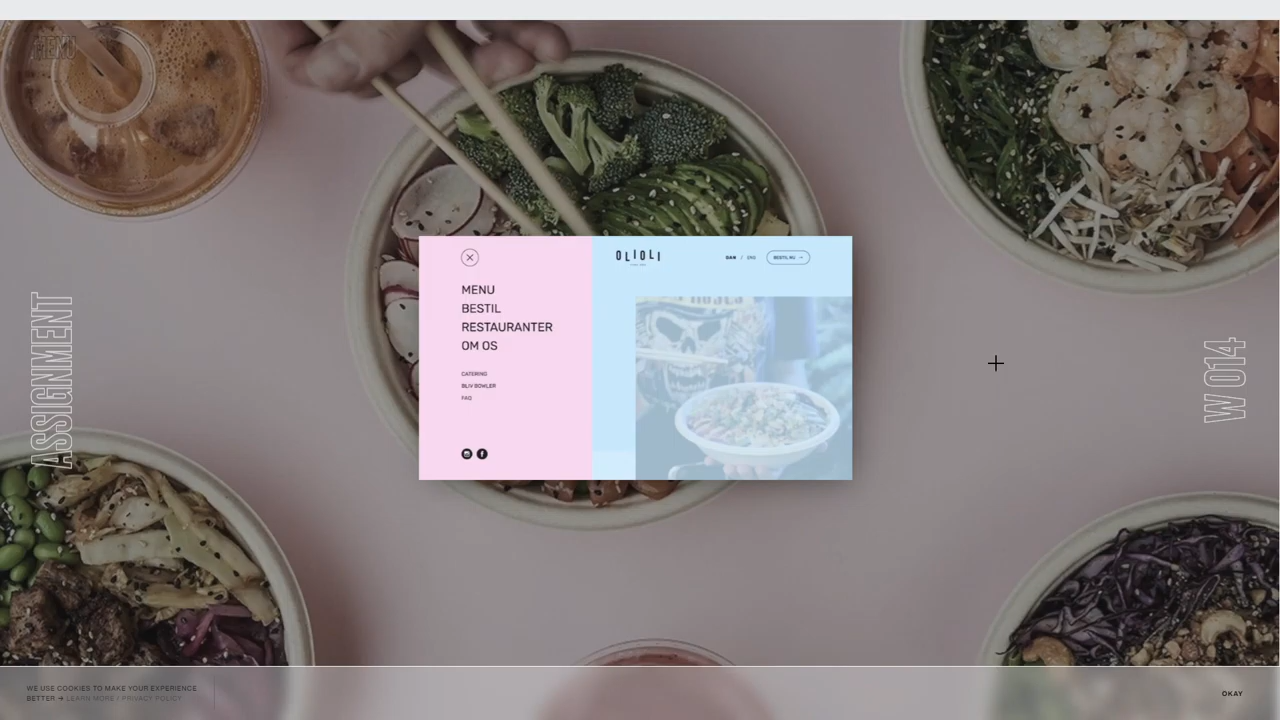 MENU
ASSIGNMENT
W 014
OLIOLI
DAN / ENG
BESTIL NU →
MENU
BESTIL
RESTAURANTER
OM OS
CATERING
BLIV BOWLER
FAQ
WE USE COOKIES TO MAKE YOUR EXPERIENCE
BETTER → LEARN MORE / PRIVACY POLICY
OKAY